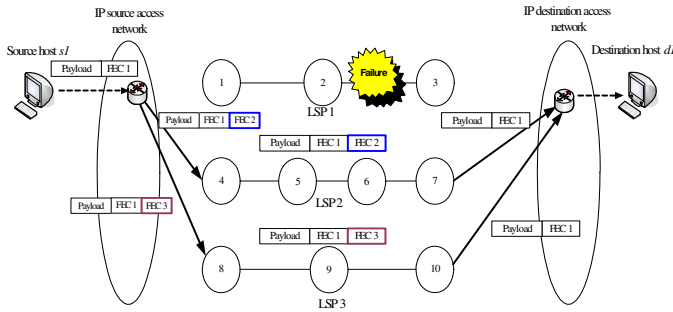 IP source access
network
IP destination access
network
Source host s1
Destination host d1
Payload FEC 1
1
2
Failure
3
LSP 1
Payload FEC 1 FEC 2
Payload FEC 1
Payload FEC 1 FEC 2
4
5
6
7
LSP 2
Payload FEC 1 FEC 3
Payload FEC 1 FEC 3
Payload FEC 1
8
9
10
LSP 3